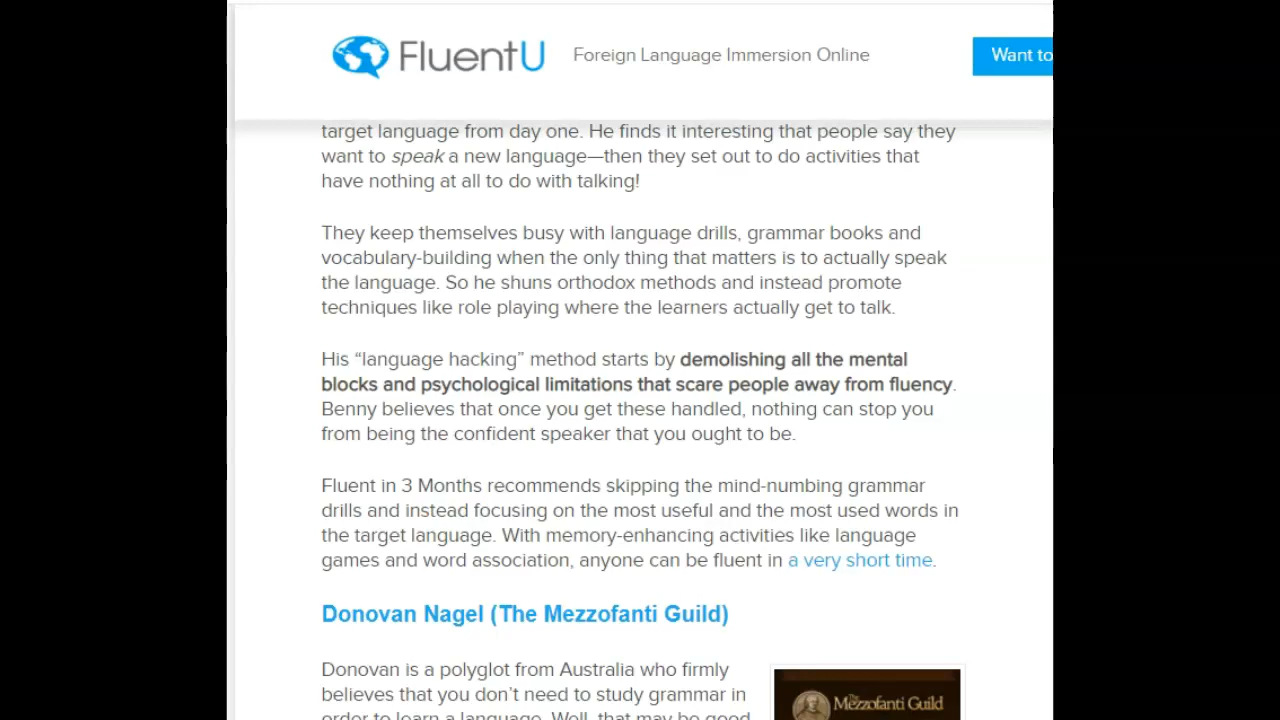 FluentU
Foreign Language Immersion Online
Want to
target language from day one. He finds it interesting that people say they
want to speak a new language—then they set out to do activities that
have nothing at all to do with talking!
They keep themselves busy with language drills, grammar books and
vocabulary-building when the only thing that matters is to actually speak
the language. So he shuns orthodox methods and instead promote
techniques like role playing where the learners actually get to talk.
His “language hacking” method starts by demolishing all the mental
blocks and psychological limitations that scare people away from fluency.
Benny believes that once you get these handled, nothing can stop you
from being the confident speaker that you ought to be.
Fluent in 3 Months recommends skipping the mind-numbing grammar
drills and instead focusing on the most useful and the most used words in
the target language. With memory-enhancing activities like language
games and word association, anyone can be fluent in a very short time.
Donovan Nagel (The Mezzofanti Guild)
Donovan is a polyglot from Australia who firmly
believes that you don’t need to study grammar in
order to learn a language. Well, that may be good
The Mezzofanti Guild